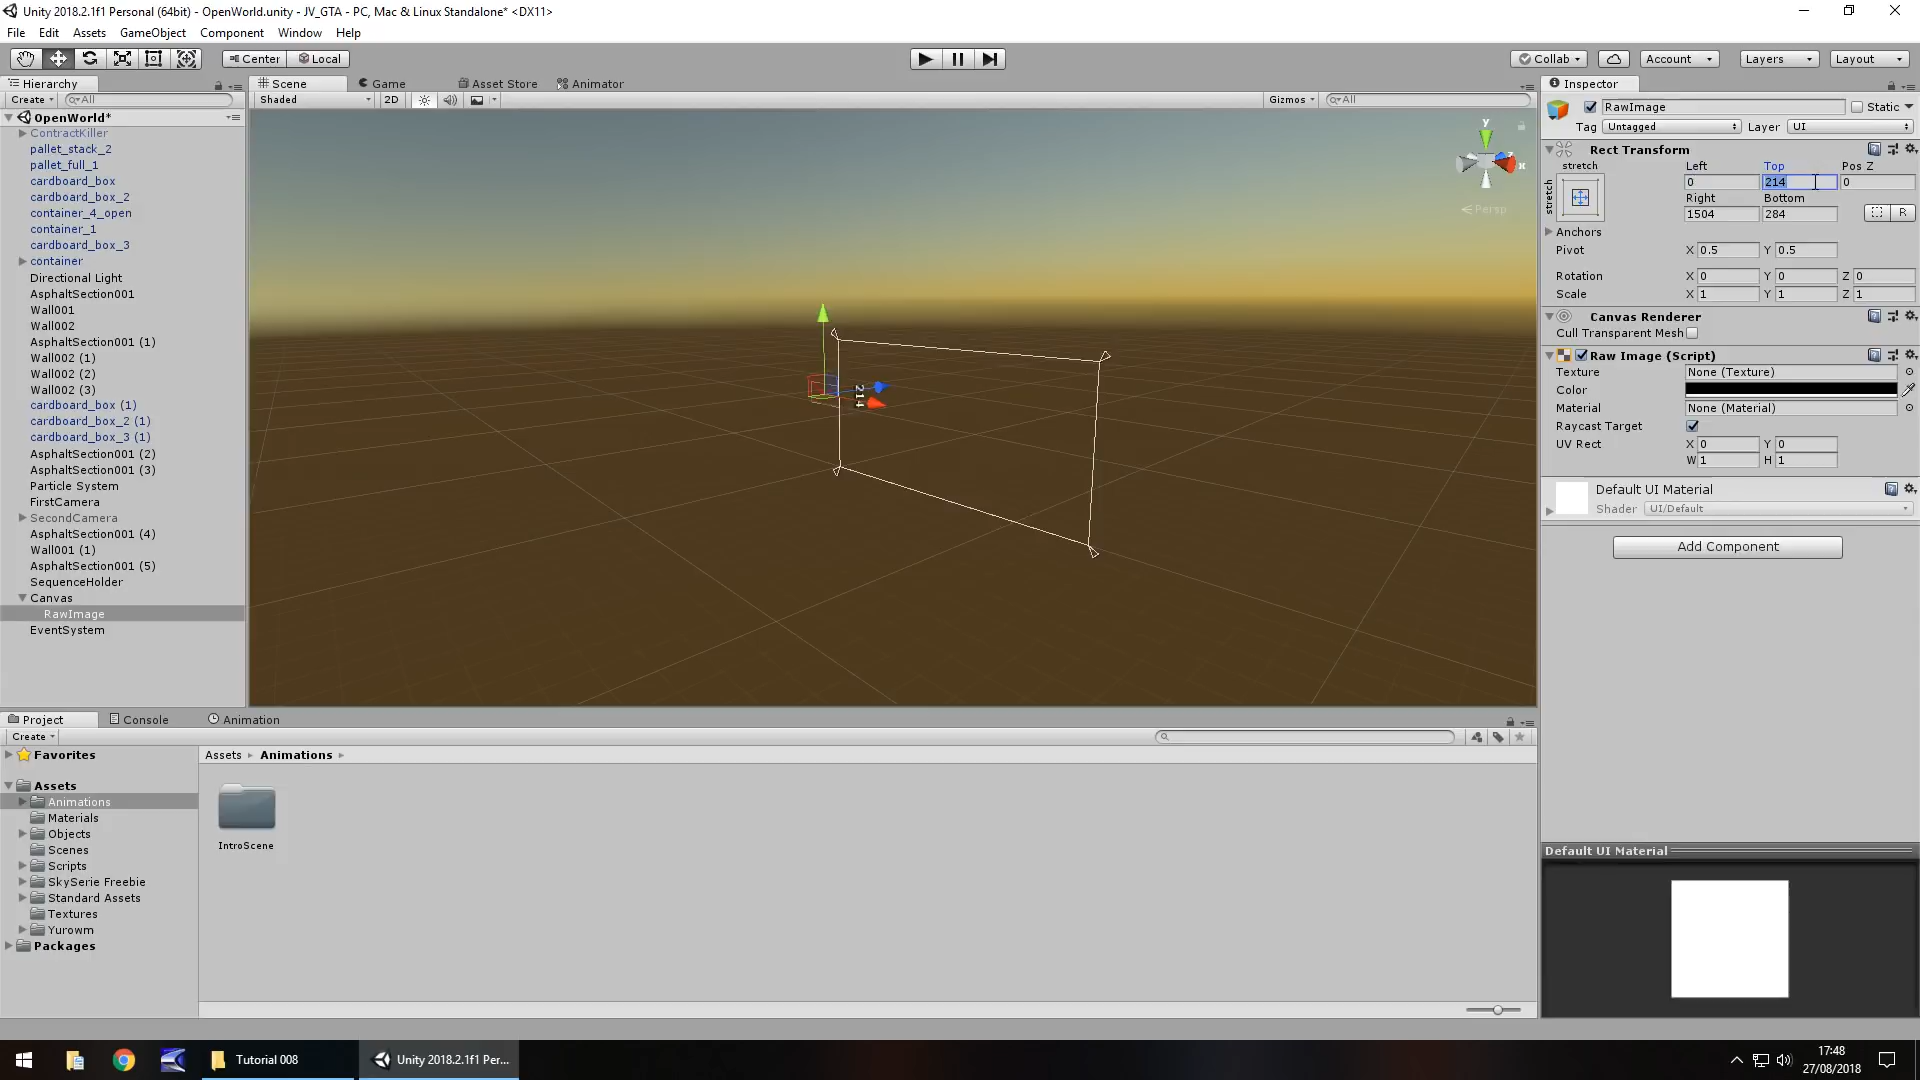 Unity 2018.2.1f1 Personal (64bit) - OpenWorld.unity - JV_GTA - PC, Mac & Linux Standalone* <DX11>
File Edit Assets GameObject Component Window Help
Center Local Collab Account Layers Layout
Hierarchy Scene Game Asset Store Animator Inspector
Create All Shaded 2D Gizmos All
OpenWorld*
ContractKiller
pallet_stack_2
pallet_full_1
cardboard_box
cardboard_box_2
container_4_open
container_1
cardboard_box_3
container
Directional Light
AsphaltSection001
Wall001
Wall002
AsphaltSection001 (1)
Wall002 (1)
Wall002 (2)
Wall002 (3)
cardboard_box (1)
cardboard_box_2 (1)
cardboard_box_3 (1)
AsphaltSection001 (2)
AsphaltSection001 (3)
Particle System
FirstCamera
SecondCamera
AsphaltSection001 (4)
Wall001 (1)
AsphaltSection001 (5)
SequenceHolder
Canvas
RawImage
EventSystem
y
x
Persp
214
RawImage Static
Tag Untagged Layer UI
Rect Transform
stretch Left Top Pos Z
stretch 0 214 0
Right Bottom
1504 284 R
Anchors
Pivot X 0.5 Y 0.5
Rotation X 0 Y 0 Z 0
Scale X 1 Y 1 Z 1
Canvas Renderer
Cull Transparent Mesh
Raw Image (Script)
Texture None (Texture)
Color
Material None (Material)
Raycast Target
UV Rect X 0 Y 0
W 1 H 1
Default UI Material
Shader UI/Default
Add Component
Default UI Material
Project Console Animation
Create
Favorites
Assets
Animations
Materials
Objects
Scenes
Scripts
SkySerie Freebie
Standard Assets
Textures
Yurowm
Packages
Assets Animations
IntroScene
Tutorial 008 Unity 2018.2.1f1 Per...
17:48
27/08/2018